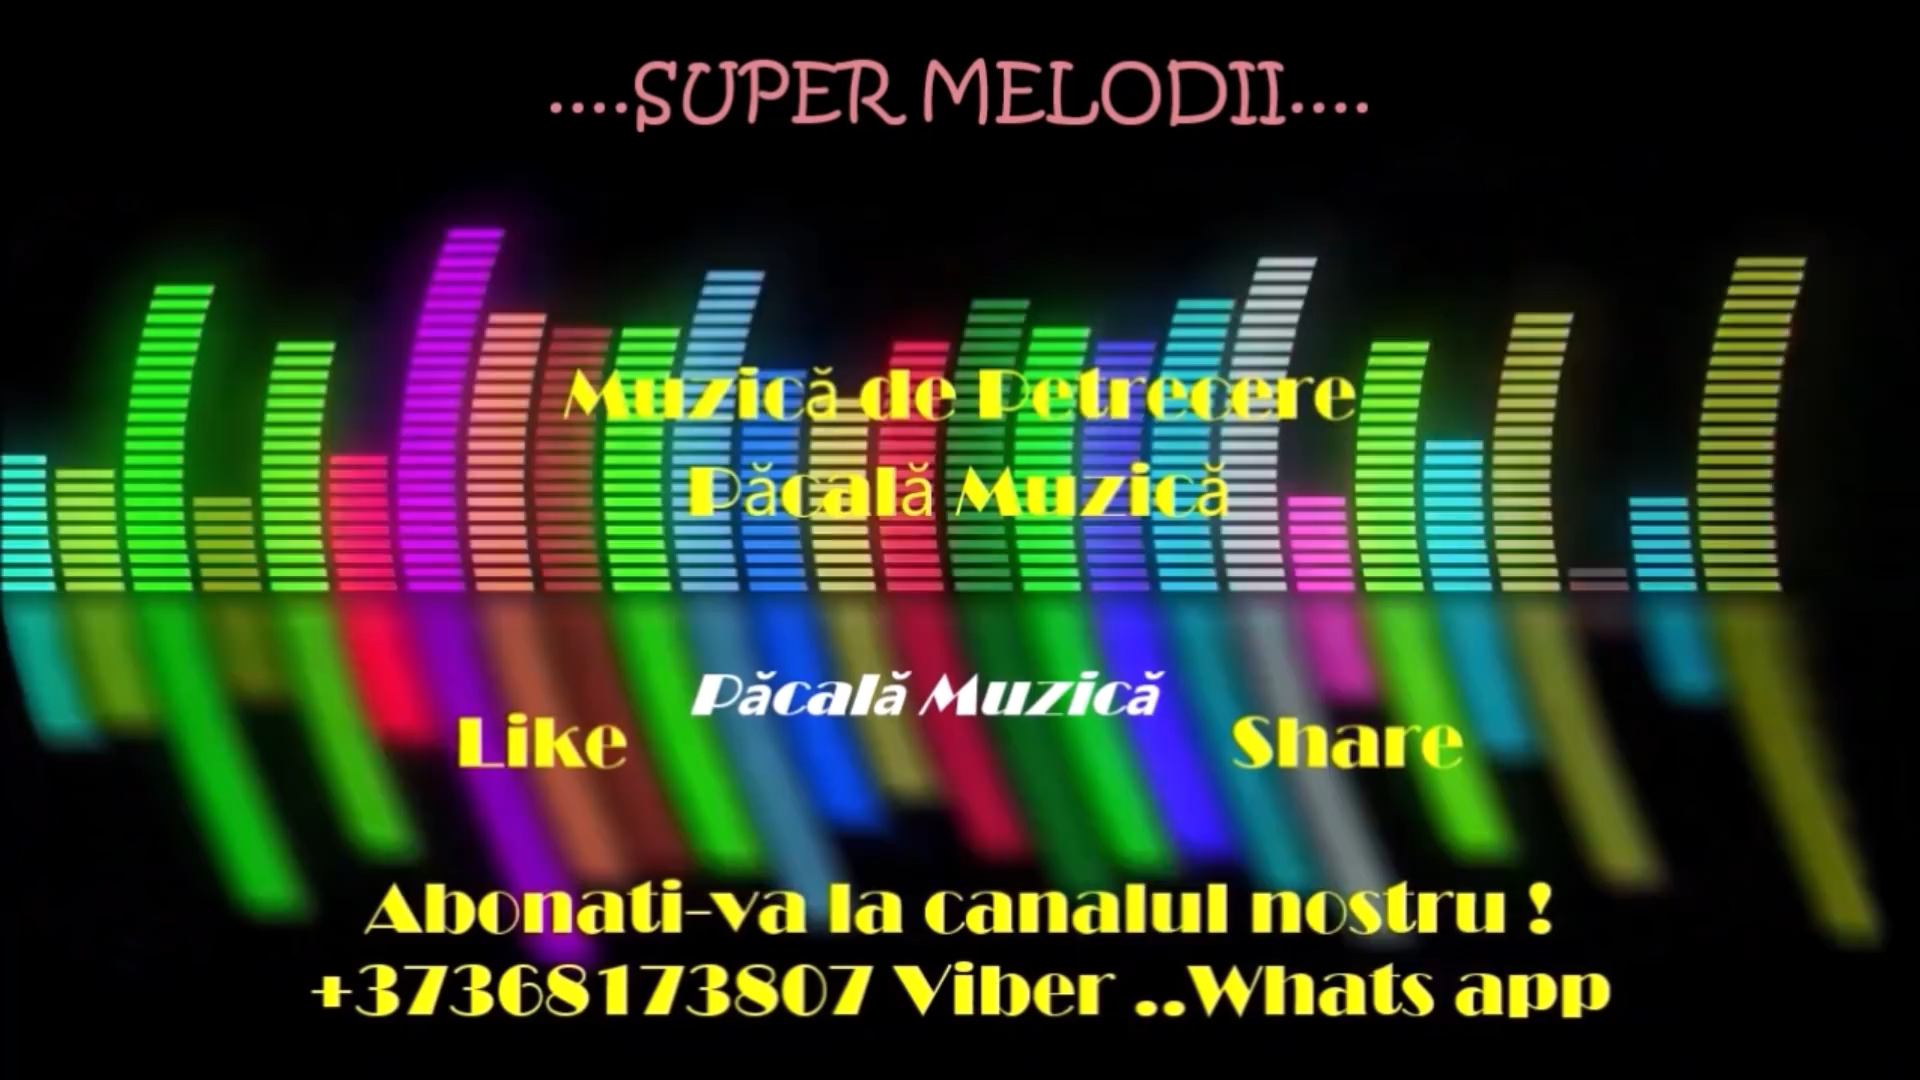 ....SUPER MELODII....
Muzică de Petrecere
Păcală Muzică
Păcală Muzică
Like Share
Abonati-va la canalul nostru !
+37368173807 Viber ..Whats app